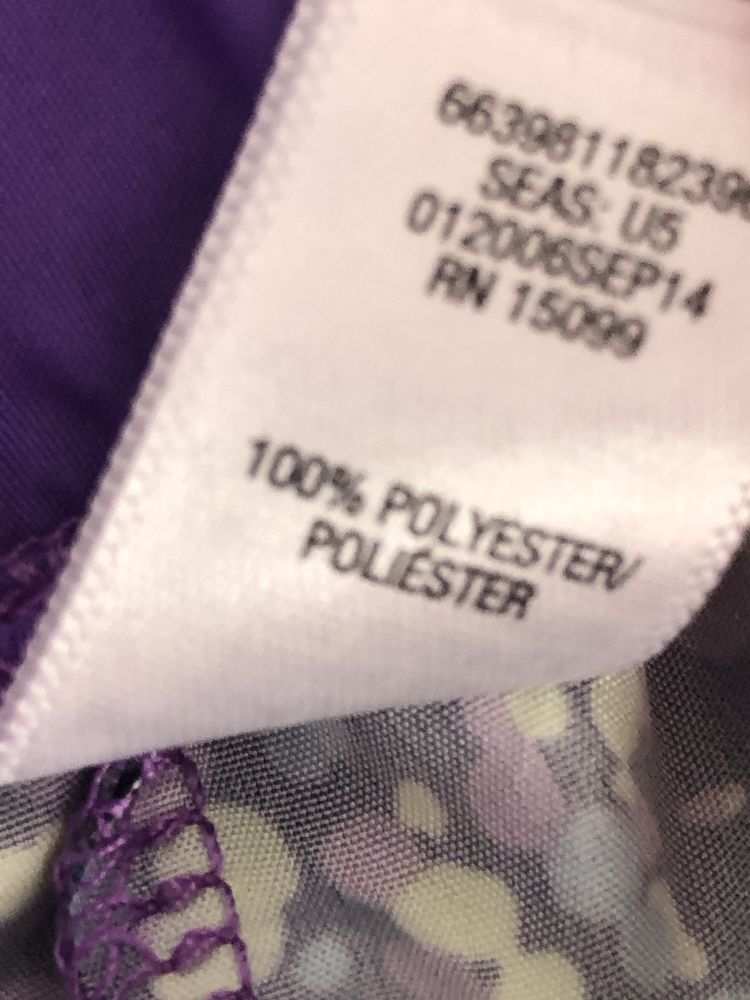 663981182396
SEAS: U5
012006SEP14
RN 15099
100% POLYESTER/
POLIÉSTER